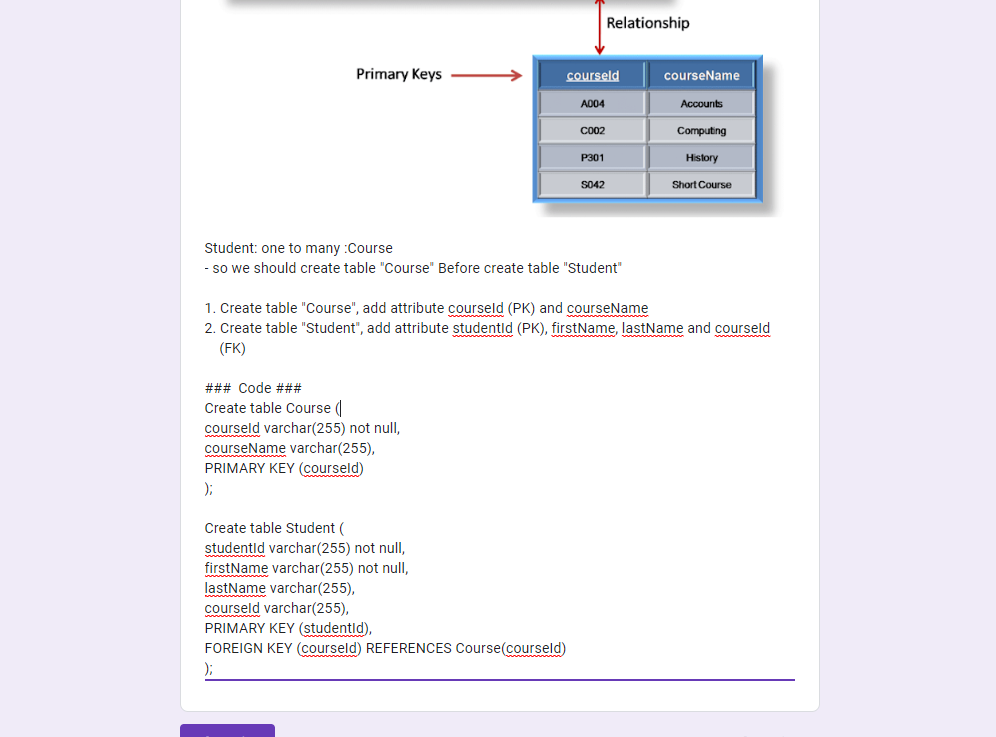 Relationship
Primary Keys
courseId courseName
A004 Accounts
C002 Computing
P301 History
S042 Short Course
Student: one to many :Course
- so we should create table "Course" Before create table "Student"
1. Create table "Course", add attribute courseId (PK) and courseName
2. Create table "Student", add attribute studentId (PK), firstName, lastName and courseId
(FK)
### Code ###
Create table Course (
courseId varchar(255) not null,
courseName varchar(255),
PRIMARY KEY (courseId)
);
Create table Student (
studentId varchar(255) not null,
firstName varchar(255) not null,
lastName varchar(255),
courseId varchar(255),
PRIMARY KEY (studentId),
FOREIGN KEY (courseId) REFERENCES Course(courseId)
);